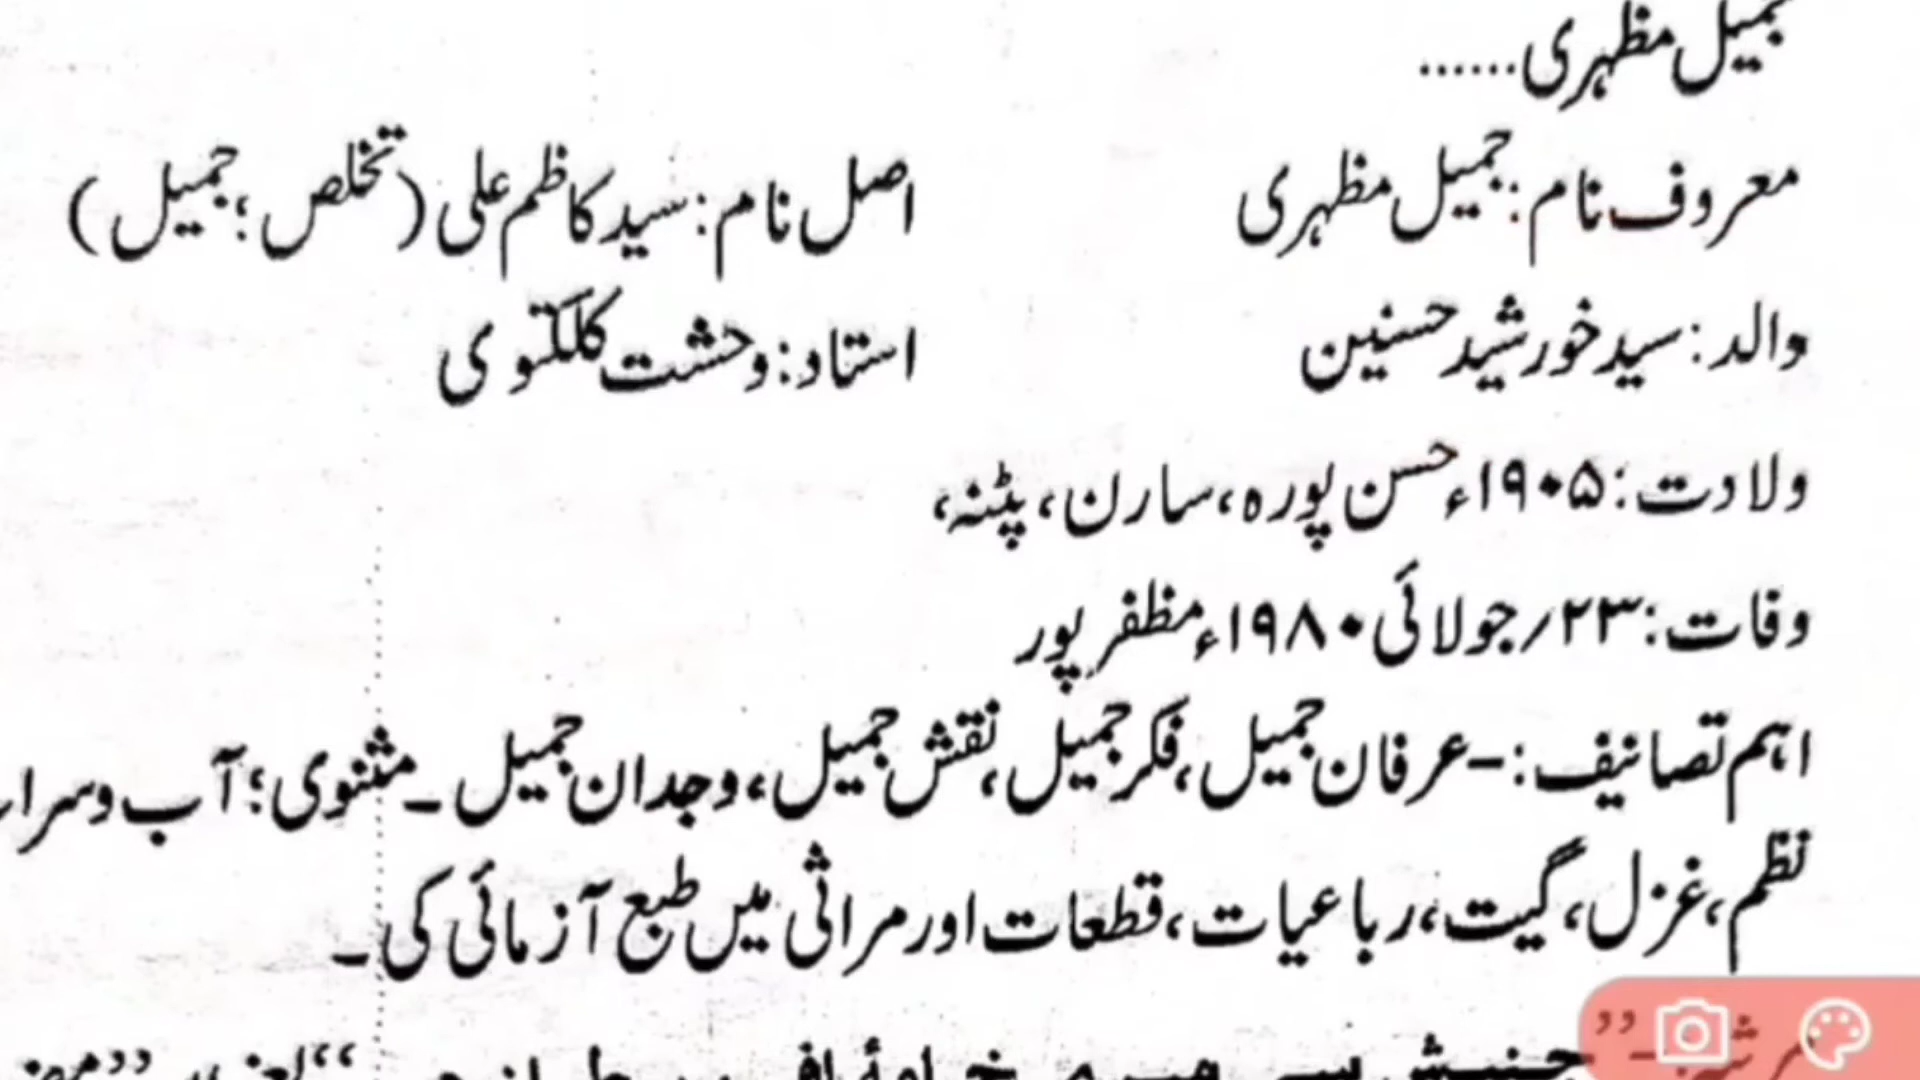 جمیل مظہری......
معروف نام: جمیل مظہری اصل نام: سید کاظم علی (تخلص؛ جمیل)
والد: سید خورشید حسنین استاد: وحشت کلکتوی
ولادت: ۱۹۰۵ء حسن پورہ، سارن، پٹنہ،
وفات: ۲۳/جولائی ۱۹۸۰ء مظفر پور
اہم تصانیف:- عرفان جمیل، فکر جمیل، نقش جمیل، وجدان جمیل۔ مثنوی؛ آب و
نظم، غزل، گیت، رباعیات، قطعات اور مراثی میں طبع آزمائی کی۔